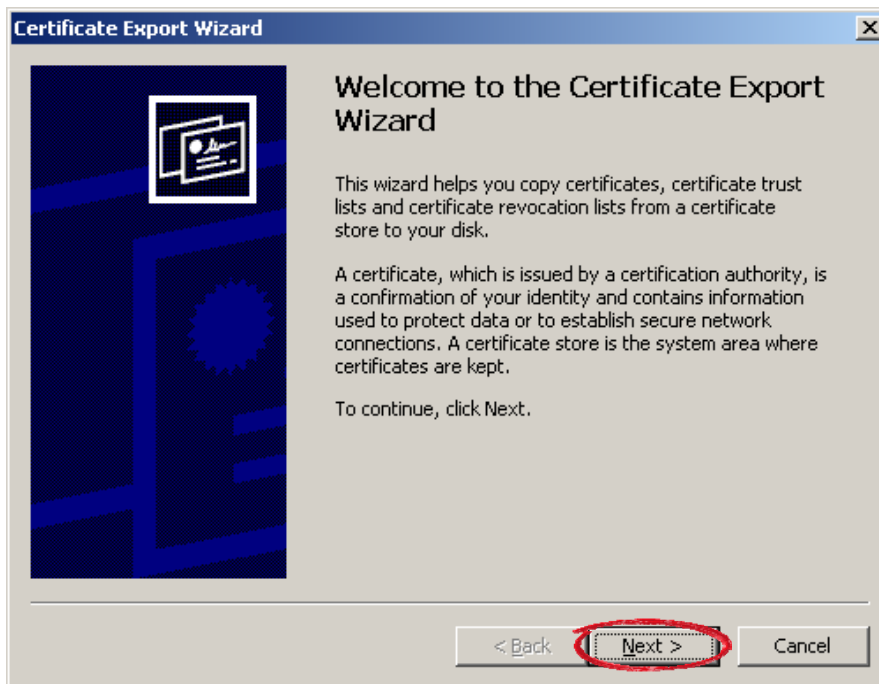 Certificate Export Wizard
Welcome to the Certificate Export
Wizard
This wizard helps you copy certificates, certificate trust
lists and certificate revocation lists from a certificate
store to your disk.
A certificate, which is issued by a certification authority, is
a confirmation of your identity and contains information
used to protect data or to establish secure network
connections. A certificate store is the system area where
certificates are kept.
To continue, click Next.
< Back Next > Cancel